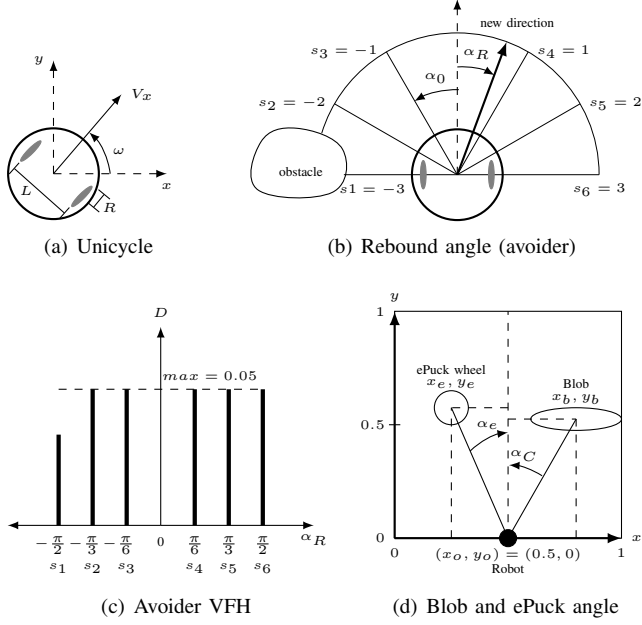 y
V_x
ω
x
L
R
(a) Unicycle
new direction
s_3 = −1
s_4 = 1
α_R
α_0
s_2 = −2
s_5 = 2
obstacle
s1 = −3
s_6 = 3
(b) Rebound angle (avoider)
D
max = 0.05
−π/2 −π/3 −π/6 0 π/6 π/3 π/2 α_R
s_1 s_2 s_3 s_4 s_5 s_6
(c) Avoider VFH
y
1
ePuck wheel
x_e, y_e
Blob
x_b, y_b
0.5
α_e
α_C
0
x
0 (x_o, y_o) = (0.5, 0) 1
Robot
(d) Blob and ePuck angle